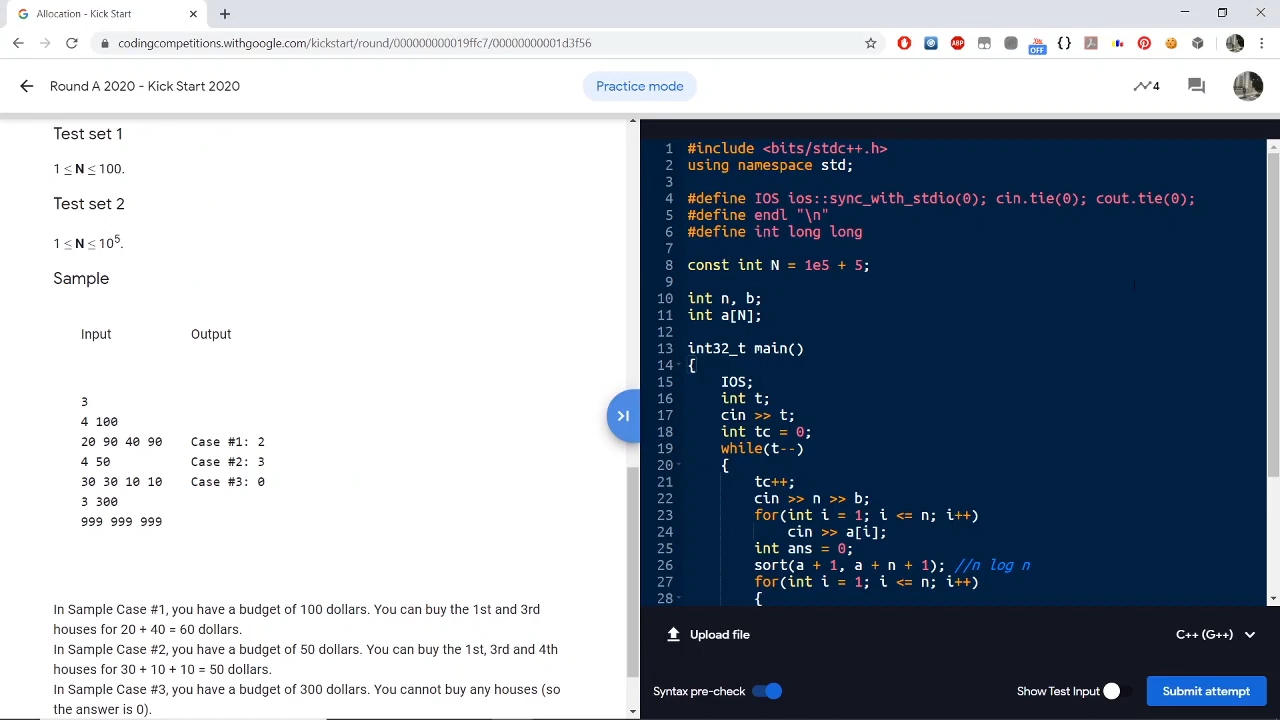 Allocation - Kick Start
codingcompetitions.withgoogle.com/kickstart/round/000000000019ffc7/00000000001d3f56
ABP
OFF
Round A 2020 - Kick Start 2020
Practice mode
4
Test set 1
1 ≤ N ≤ 100.
Test set 2
1 ≤ N ≤ 10^5.
Sample
Input Output
3
4 100
20 90 40 90 Case #1: 2
4 50 Case #2: 3
30 30 10 10 Case #3: 0
3 300
999 999 999
In Sample Case #1, you have a budget of 100 dollars. You can buy the 1st and 3rd
houses for 20 + 40 = 60 dollars.
In Sample Case #2, you have a budget of 50 dollars. You can buy the 1st, 3rd and 4th
houses for 30 + 10 + 10 = 50 dollars.
In Sample Case #3, you have a budget of 300 dollars. You cannot buy any houses (so
the answer is 0).
1 #include <bits/stdc++.h>
2 using namespace std;
3
4 #define IOS ios::sync_with_stdio(0); cin.tie(0); cout.tie(0);
5 #define endl "\n"
6 #define int long long
7
8 const int N = 1e5 + 5;
9
10 int n, b;
11 int a[N];
12
13 int32_t main()
14 {
15 IOS;
16 int t;
17 cin >> t;
18 int tc = 0;
19 while(t--)
20 {
21 tc++;
22 cin >> n >> b;
23 for(int i = 1; i <= n; i++)
24 cin >> a[i];
25 int ans = 0;
26 sort(a + 1, a + n + 1); //n log n
27 for(int i = 1; i <= n; i++)
28 {
Upload file
C++ (G++)
Syntax pre-check
Show Test Input
Submit attempt